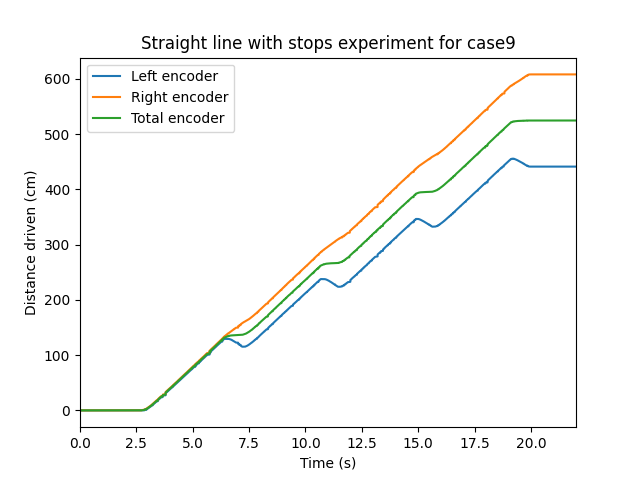 Straight line with stops experiment for case9
Left encoder
Right encoder
Total encoder
Distance driven (cm)
600
500
400
300
200
100
0
0.0 2.5 5.0 7.5 10.0 12.5 15.0 17.5 20.0
Time (s)